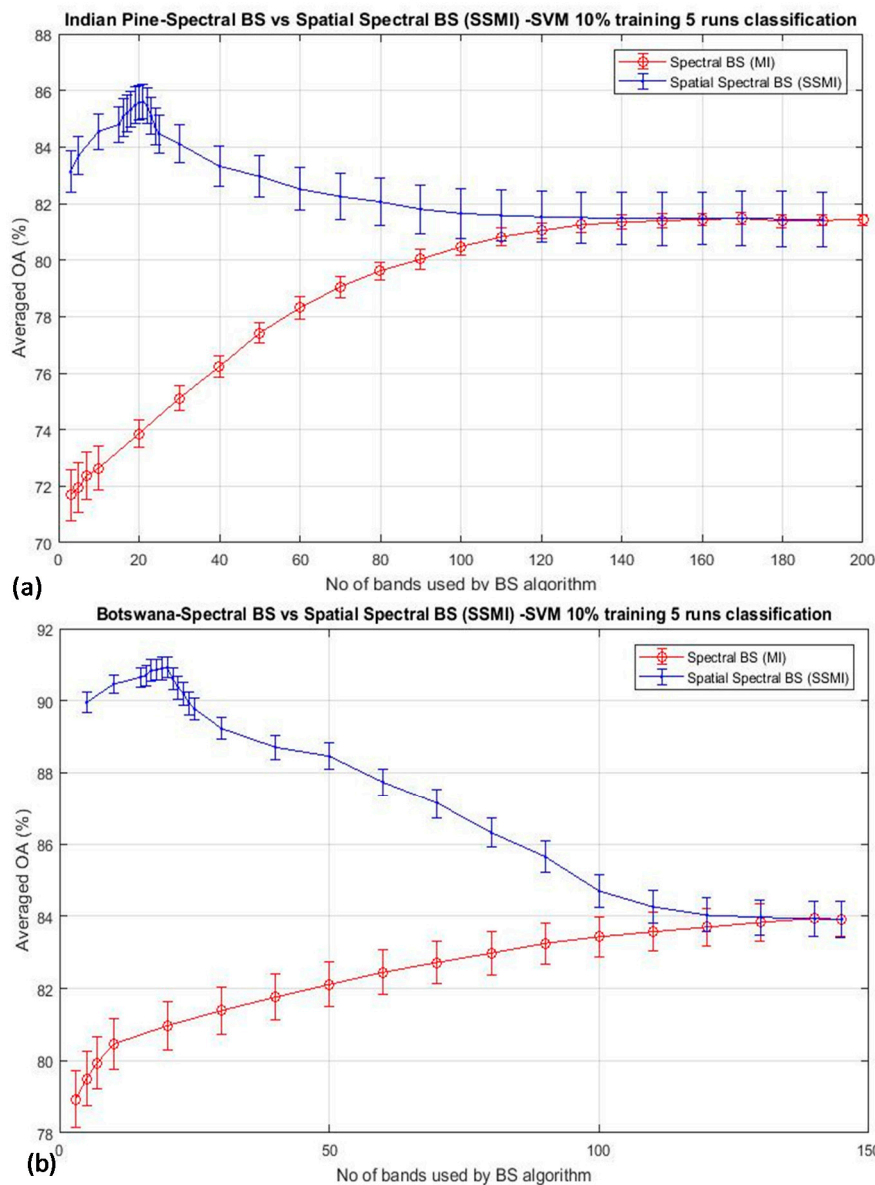 Indian Pine-Spectral BS vs Spatial Spectral BS (SSMI) -SVM 10% training 5 runs classification
88
86
84
82
80
78
76
74
72
70
Averaged OA (%)
Spectral BS (MI)
Spatial Spectral BS (SSMI)
0 20 40 60 80 100 120 140 160 180 200
No of bands used by BS algorithm
(a)
Botswana-Spectral BS vs Spatial Spectral BS (SSMI) -SVM 10% training 5 runs classification
92
90
88
86
84
82
80
78
Averaged OA (%)
Spectral BS (MI)
Spatial Spectral BS (SSMI)
0 50 100 150
No of bands used by BS algorithm
(b)